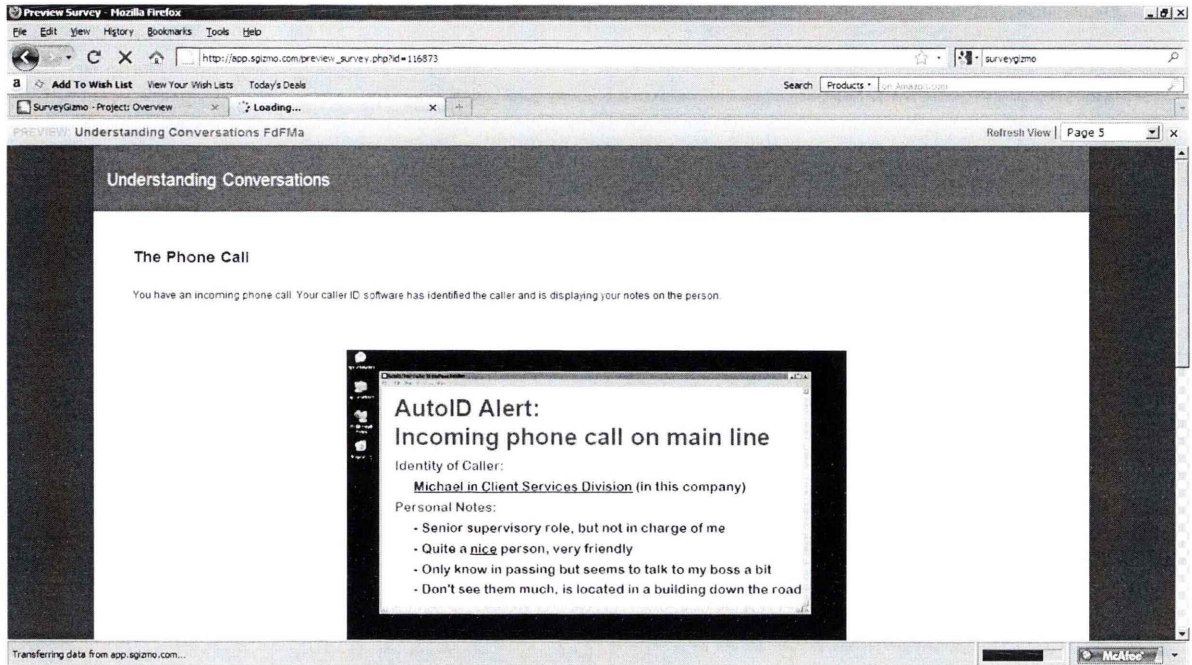 Preview Survey - Mozilla Firefox
File Edit View History Bookmarks Tools Help
http://app.sgizmo.com/preview_survey.php?id=116873 surveygizmo
a Add To Wish List View Your Wish Lists Today's Deals Search Products on Amazon.com
SurveyGizmo - Project: Overview Loading...
PREVIEW: Understanding Conversations FdFMa Refresh View | Page 5
Understanding Conversations
The Phone Call
You have an incoming phone call. Your caller ID software has identified the caller and is displaying your notes on the person.
AutoID Alert:
Incoming phone call on main line
Identity of Caller:
Michael in Client Services Division (in this company)
Personal Notes:
- Senior supervisory role, but not in charge of me
- Quite a nice person, very friendly
- Only know in passing but seems to talk to my boss a bit
- Don't see them much, is located in a building down the road
Transferring data from app.sgizmo.com... McAfee